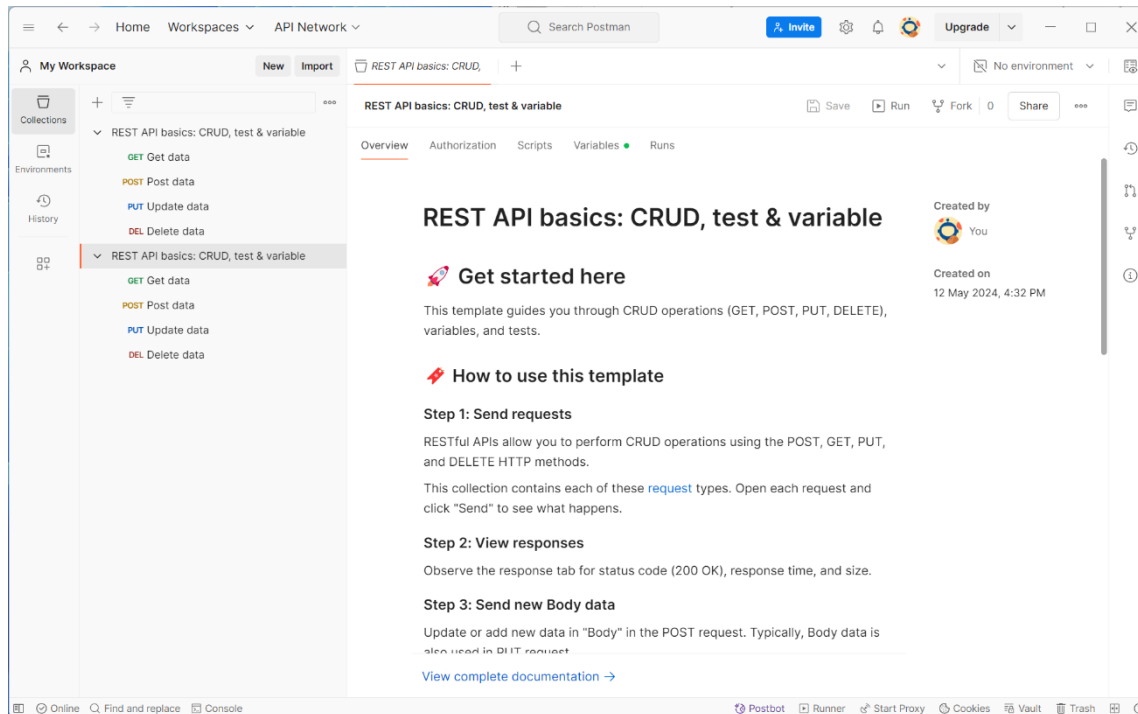 Home Workspaces API Network Search Postman Invite Upgrade
My Workspace New Import REST API basics: CRUD, No environment
Collections
Environments
History
REST API basics: CRUD, test & variable
GET Get data
POST Post data
PUT Update data
DEL Delete data
REST API basics: CRUD, test & variable
GET Get data
POST Post data
PUT Update data
DEL Delete data
REST API basics: CRUD, test & variable Save Run Fork 0 Share
Overview Authorization Scripts Variables Runs
REST API basics: CRUD, test & variable
Get started here
This template guides you through CRUD operations (GET, POST, PUT, DELETE),
variables, and tests.
How to use this template
Step 1: Send requests
RESTful APIs allow you to perform CRUD operations using the POST, GET, PUT,
and DELETE HTTP methods.
This collection contains each of these request types. Open each request and
click "Send" to see what happens.
Step 2: View responses
Observe the response tab for status code (200 OK), response time, and size.
Step 3: Send new Body data
Update or add new data in "Body" in the POST request. Typically, Body data is
also used in PUT request.
View complete documentation →
Created by
You
Created on
12 May 2024, 4:32 PM
Online Find and replace Console Postbot Runner Start Proxy Cookies Vault Trash